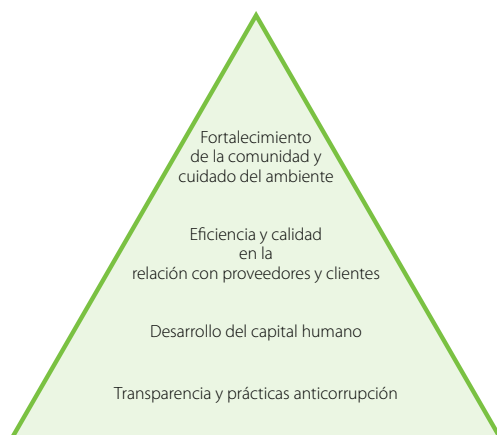 Fortalecimiento
de la comunidad y
cuidado del ambiente
Eficiencia y calidad
en la
relación con proveedores y clientes
Desarrollo del capital humano
Transparencia y prácticas anticorrupción